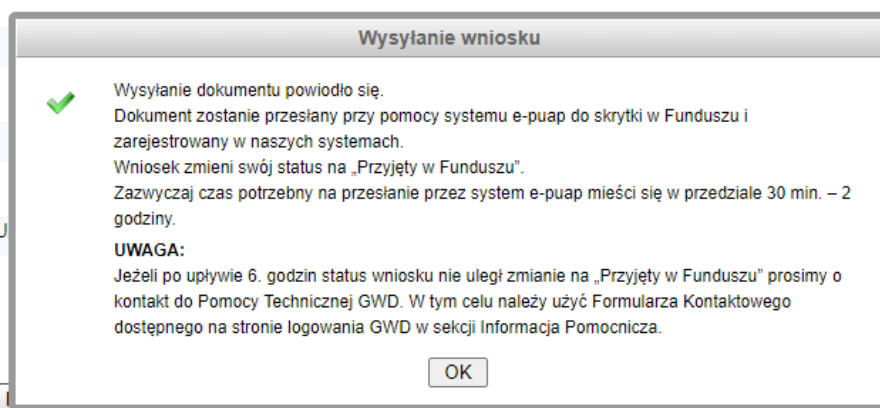 Wysyłanie wniosku
Wysyłanie dokumentu powiodło się.
Dokument zostanie przesłany przy pomocy systemu e-puap do skrytki w Funduszu i
zarejestrowany w naszych systemach.
Wniosek zmieni swój status na „Przyjęty w Funduszu”.
Zazwyczaj czas potrzebny na przesłanie przez system e-puap mieści się w przedziale 30 min. – 2
godziny.
UWAGA:
Jeżeli po upływie 6. godzin status wniosku nie uległ zmianie na „Przyjęty w Funduszu” prosimy o
kontakt do Pomocy Technicznej GWD. W tym celu należy użyć Formularza Kontaktowego
dostępnego na stronie logowania GWD w sekcji Informacja Pomocnicza.
OK